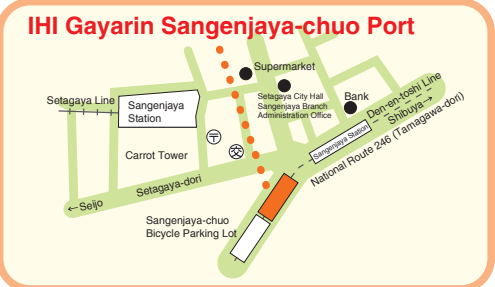 IHI Gayarin Sangenjaya-chuo Port
Supermarket
Setagaya City Hall
Sangenjaya Branch
Administration Office
Bank
Den-en-toshi Line
Shibuya→
Setagaya Line
Sangenjaya
Station
Sangenjaya Station
National Route 246 (Tamagawa-dori)
〒
交
Carrot Tower
Setagaya-dori
←Seijo
Sangenjaya-chuo
Bicycle Parking Lot